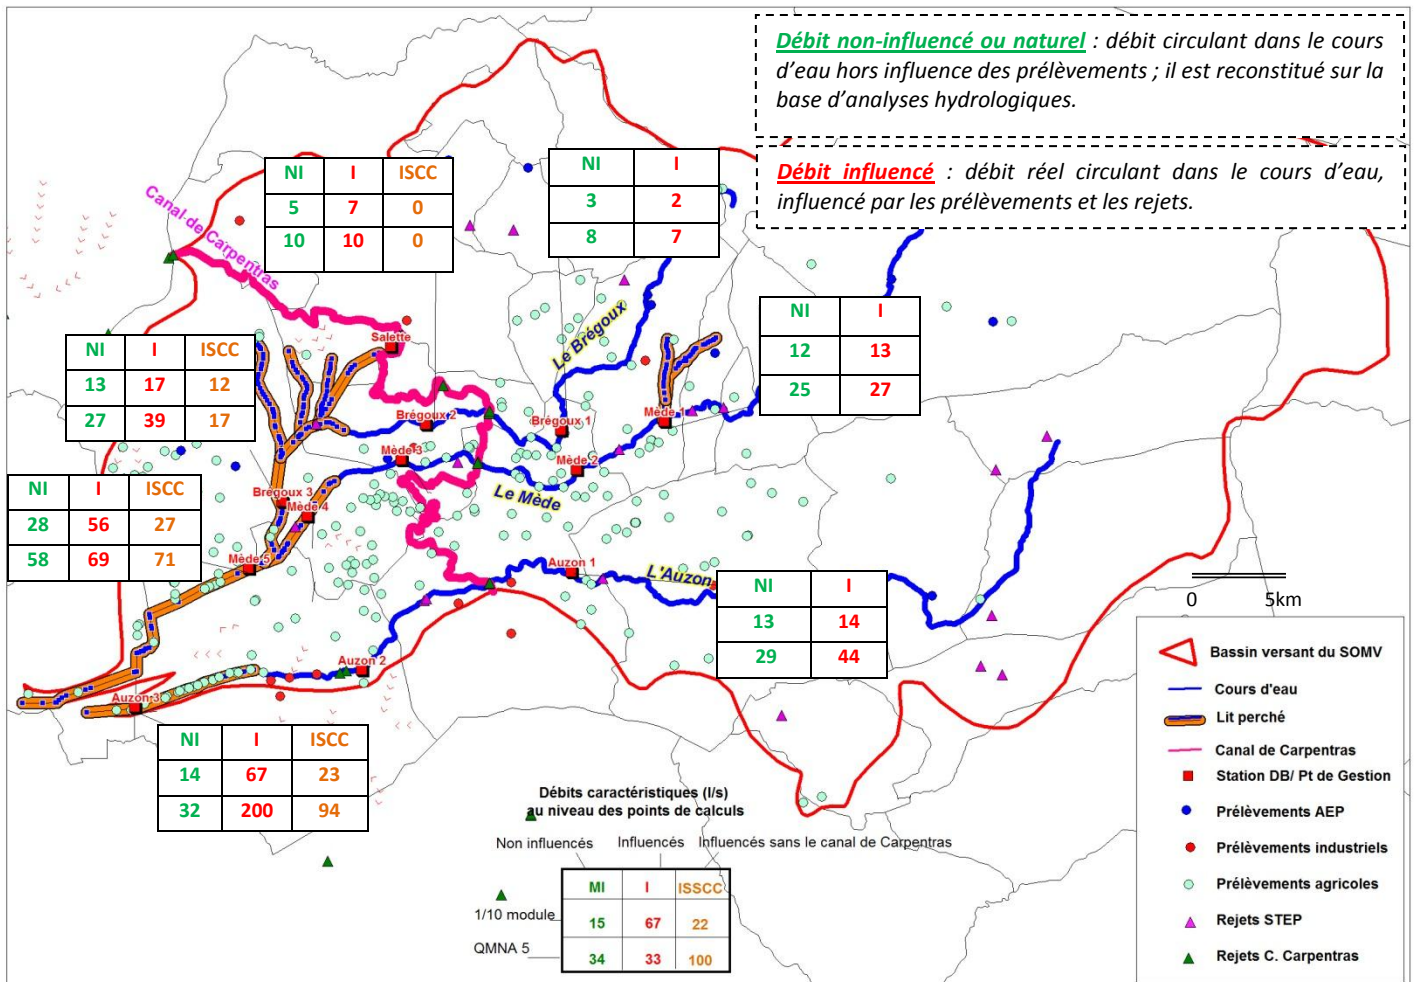 Débit non-influencé ou naturel : débit circulant dans le cours
d'eau hors influence des prélèvements ; il est reconstitué sur la
base d'analyses hydrologiques.
Débit influencé : débit réel circulant dans le cours d'eau,
influencé par les prélèvements et les rejets.
NI I ISCC
5 7 0
10 10 0
NI I
3 2
8 7
Canal de Carpentras
NI I
12 13
25 27
Salette
Le Brégoux
NI I ISCC
13 17 12
27 39 17
Brégoux 2
Brégoux 1
Mède 1
Mède 3
Mède 2
Le Mède
NI I ISCC
28 56 27
58 69 71
Brégoux 3
Mède 4
Mède 5
Auzon 1
L'Auzon
NI I
13 14
29 44
0 5km
Auzon 2
Auzon 3
NI I ISCC
14 67 23
32 200 94
Bassin versant du SOMV
Cours d'eau
Lit perché
Canal de Carpentras
Station DB/ Pt de Gestion
Prélèvements AEP
Prélèvements industriels
Prélèvements agricoles
Rejets STEP
Rejets C. Carpentras
Débits caractéristiques (l/s)
au niveau des points de calculs
Non influencés Influencés Influencés sans le canal de Carpentras
MI I ISSCC
1/10 module 15 67 22
QMNA 5 34 33 100